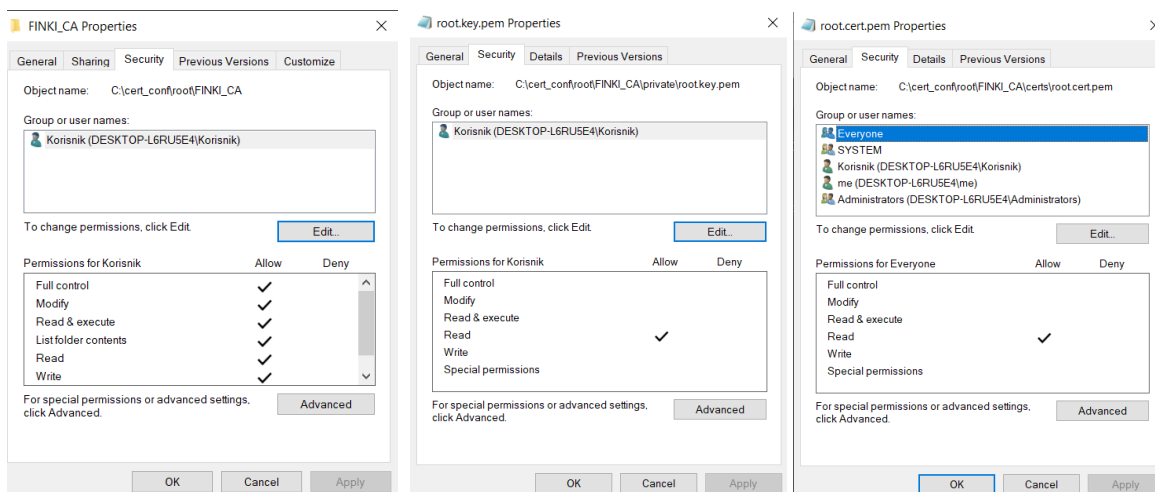 FINKI_CA Properties
General Sharing Security Previous Versions Customize
Object name: C:\cert_conf\root\FINKI_CA
Group or user names:
Korisnik (DESKTOP-L6RU5E4\Korisnik)
To change permissions, click Edit.
Edit...
Permissions for Korisnik Allow Deny
Full control
Modify
Read & execute
List folder contents
Read
Write
For special permissions or advanced settings,
click Advanced.
Advanced
OK Cancel Apply
root.key.pem Properties
General Security Details Previous Versions
Object name: C:\cert_conf\root\FINKI_CA\private\root.key.pem
Group or user names:
Korisnik (DESKTOP-L6RU5E4\Korisnik)
To change permissions, click Edit.
Edit...
Permissions for Korisnik Allow Deny
Full control
Modify
Read & execute
Read
Write
Special permissions
For special permissions or advanced settings,
click Advanced.
Advanced
OK Cancel Apply
root.cert.pem Properties
General Security Details Previous Versions
Object name: C:\cert_conf\root\FINKI_CA\certs\root.cert.pem
Group or user names:
Everyone
SYSTEM
Korisnik (DESKTOP-L6RU5E4\Korisnik)
me (DESKTOP-L6RU5E4\me)
Administrators (DESKTOP-L6RU5E4\Administrators)
To change permissions, click Edit.
Edit...
Permissions for Everyone Allow Deny
Full control
Modify
Read & execute
Read
Write
Special permissions
For special permissions or advanced settings,
click Advanced.
Advanced
OK Cancel Apply